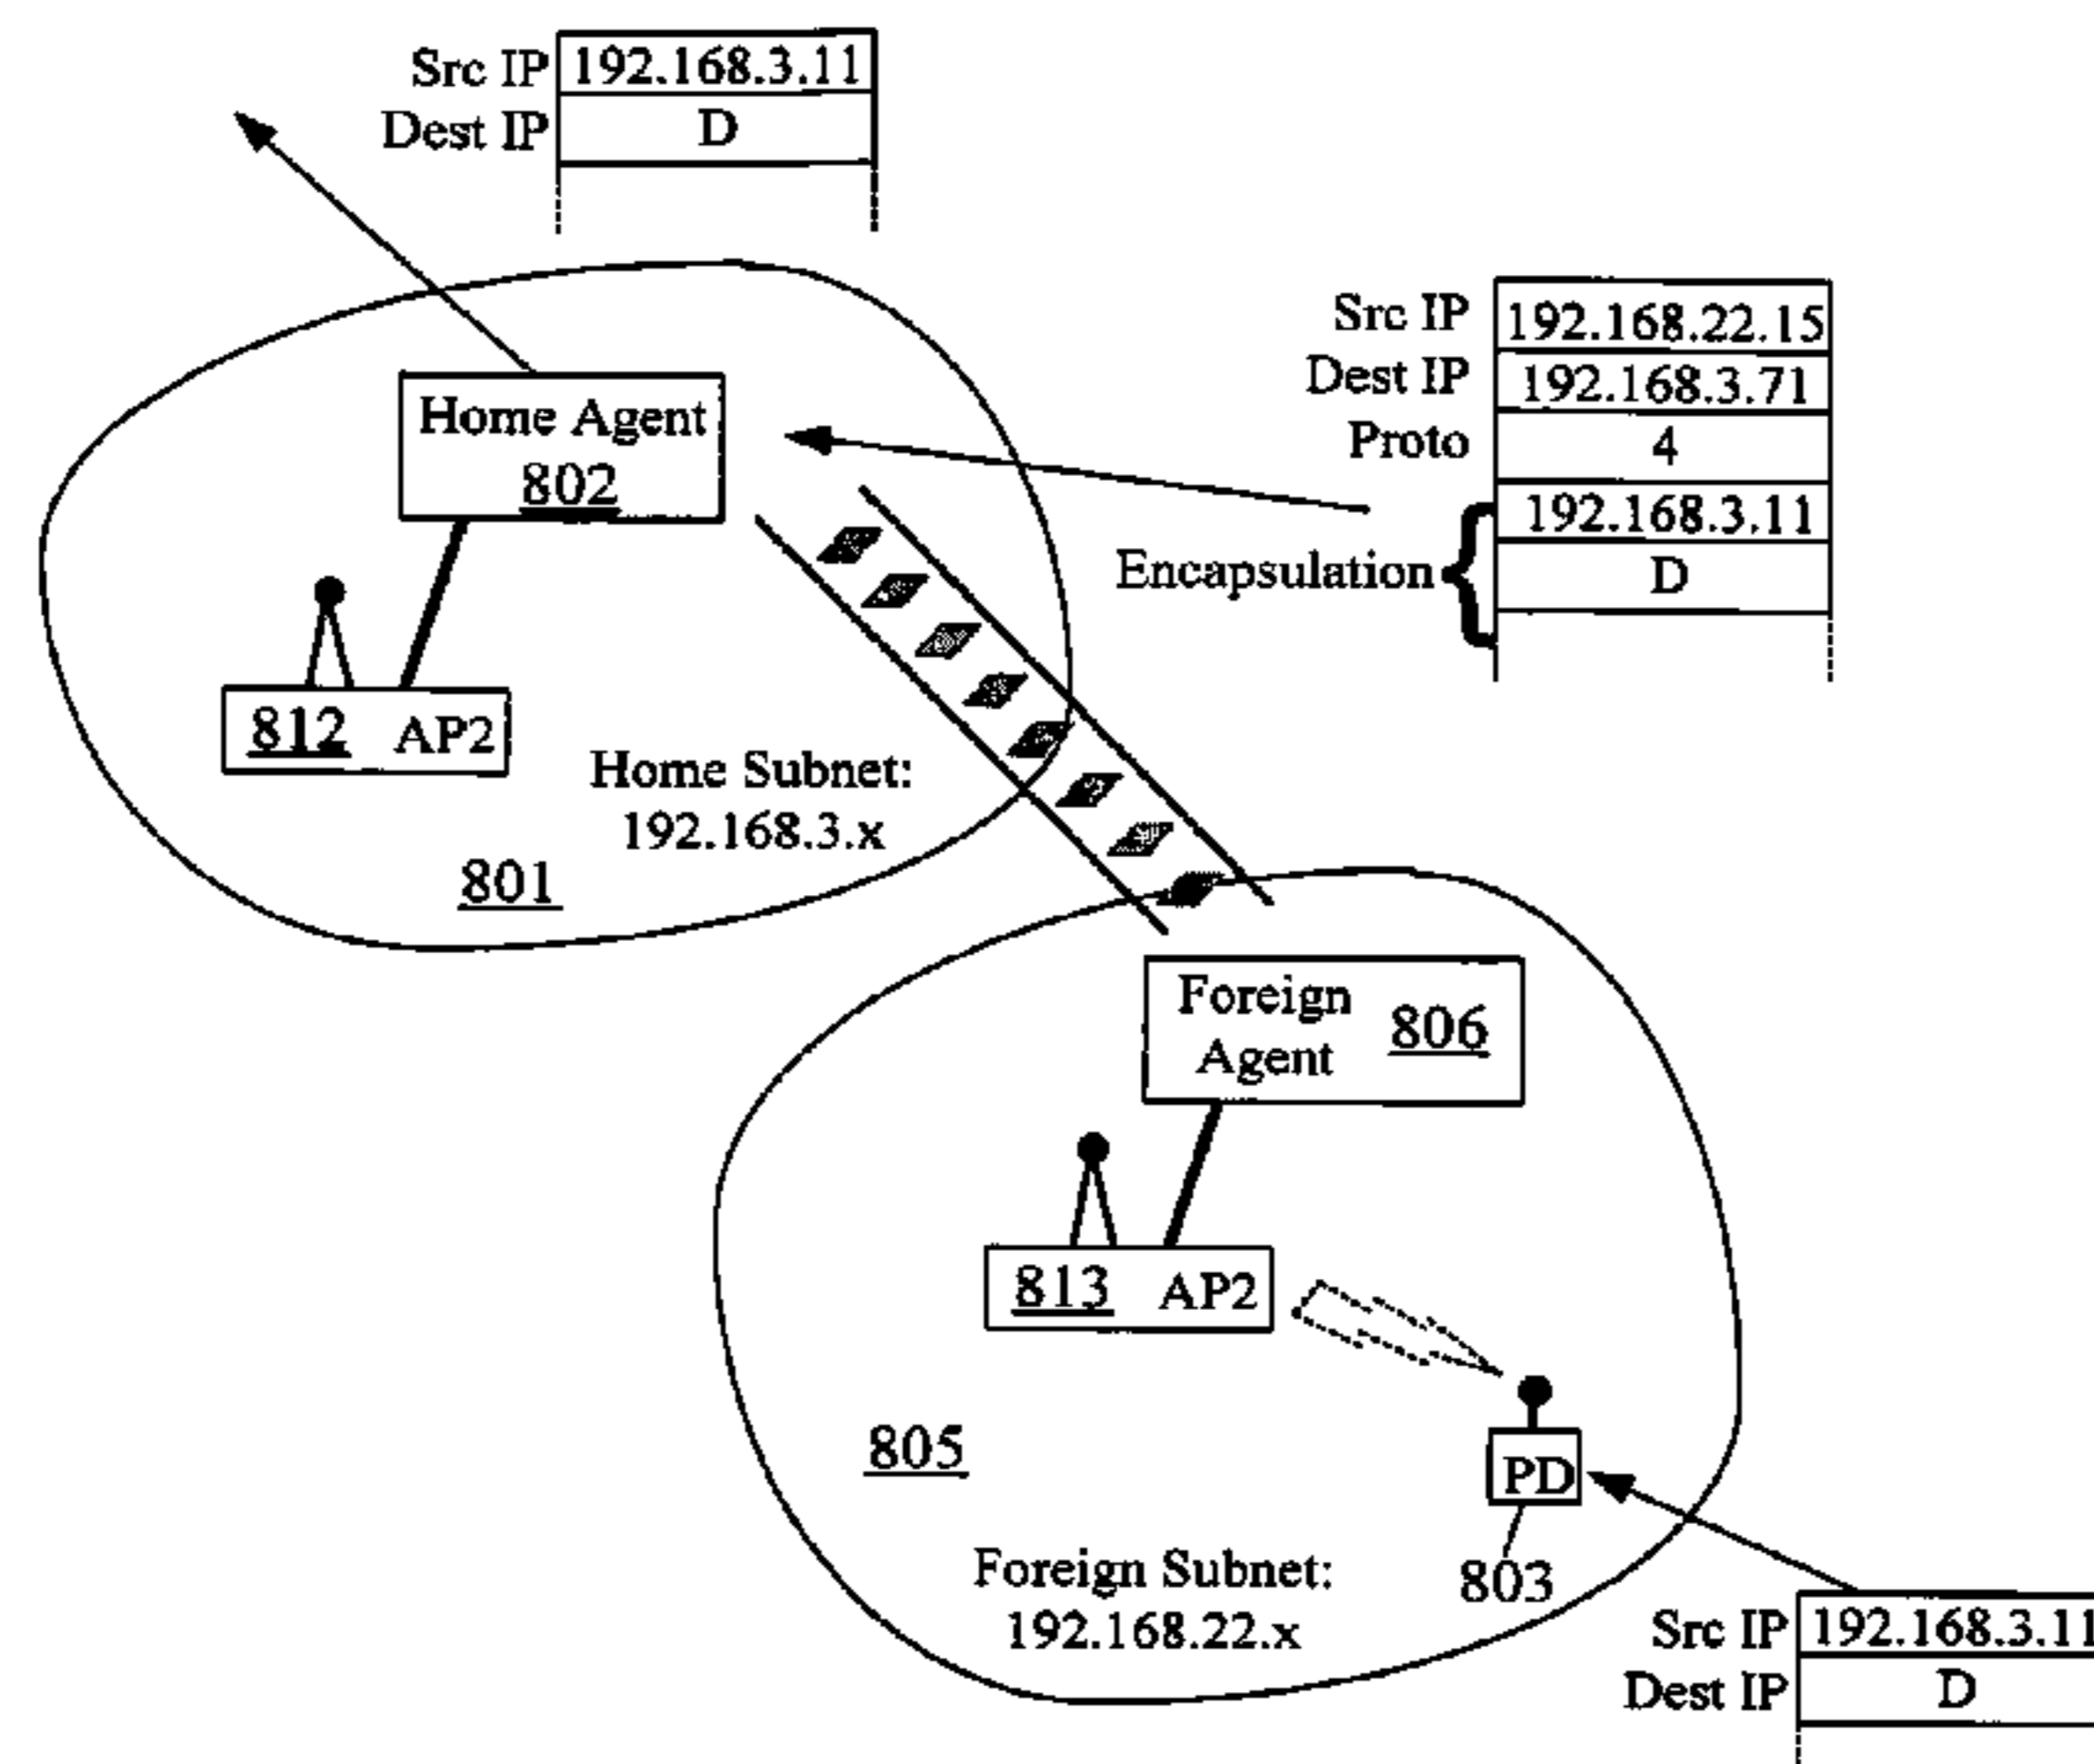 Src IP 192.168.3.11
Dest IP D
Src IP 192.168.22.15
Dest IP 192.168.3.71
Proto 4
192.168.3.11
Encapsulation D
Home Agent
802
812 AP2
Home Subnet:
192.168.3.x
801
Foreign
Agent 806
813 AP2
805
PD
803
Foreign Subnet:
192.168.22.x
Src IP 192.168.3.11
Dest IP D